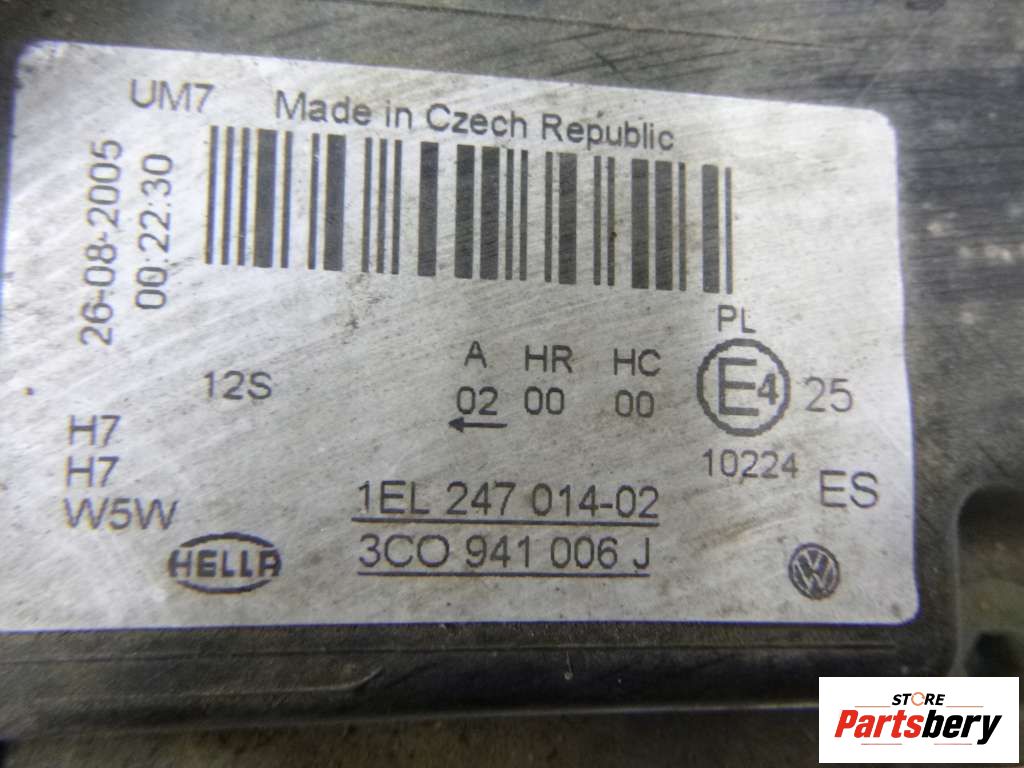 UM7 Made in Czech Republic
26-08-2005
00:22:30
PL
A HR HC
12S
02 00 00
E4 25
H7
H7
W5W
10224
ES
1EL 247 014-02
3CO 941 006 J
HELLA
VW
STORE
Partsbery